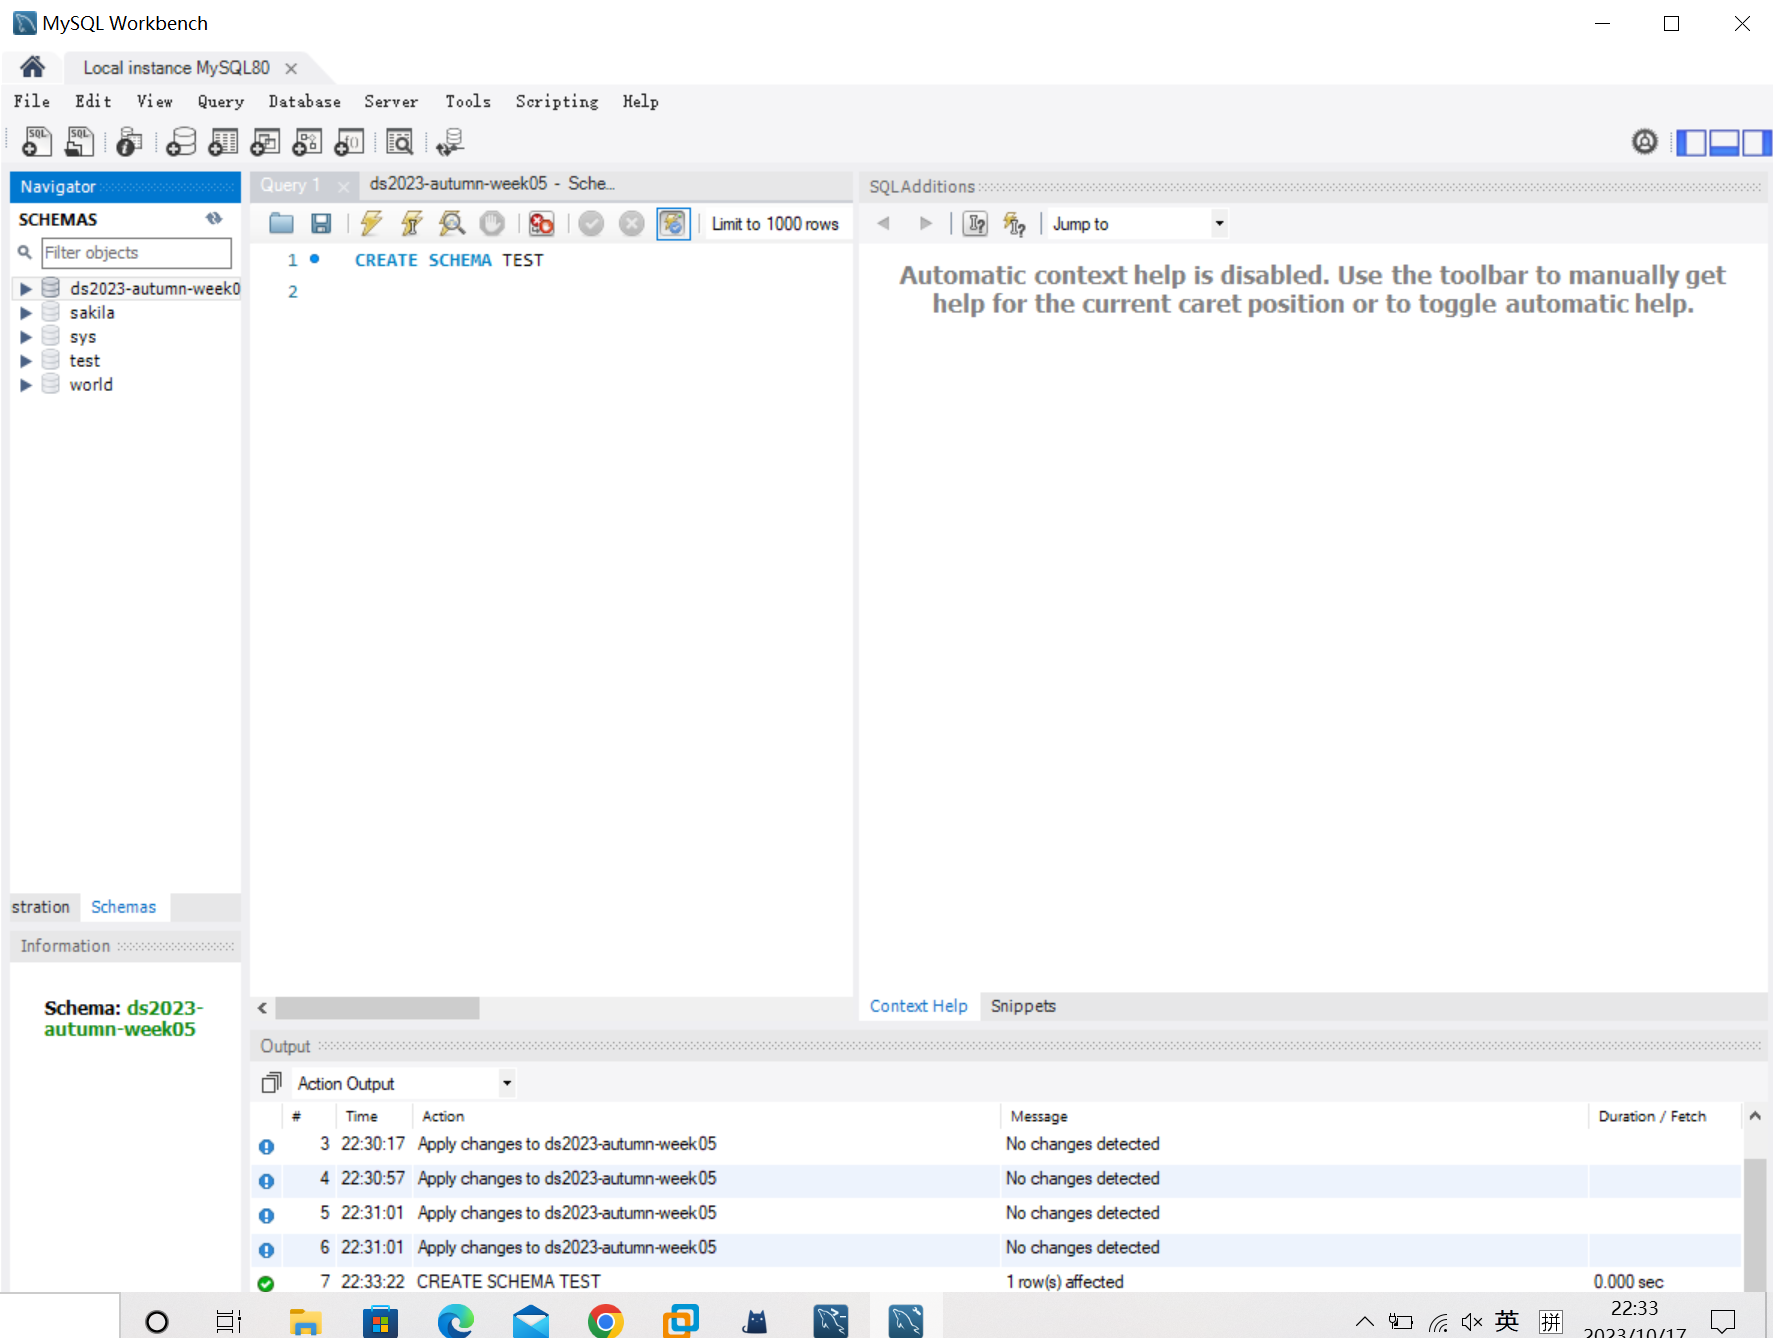 MySQL Workbench
Local instance MySQL80
File Edit View Query Database Server Tools Scripting Help
Navigator
SCHEMAS
Filter objects
ds2023-autumn-week0
sakila
sys
test
world
stration Schemas
Information
Schema: ds2023-
autumn-week05
Query 1 ds2023-autumn-week05 - Sche...
Limit to 1000 rows
1 CREATE SCHEMA TEST
2
SQLAdditions
Jump to
Automatic context help is disabled. Use the toolbar to manually get
help for the current caret position or to toggle automatic help.
Context Help Snippets
Output
Action Output
# Time Action Message Duration / Fetch
3 22:30:17 Apply changes to ds2023-autumn-week05 No changes detected
4 22:30:57 Apply changes to ds2023-autumn-week05 No changes detected
5 22:31:01 Apply changes to ds2023-autumn-week05 No changes detected
6 22:31:01 Apply changes to ds2023-autumn-week05 No changes detected
7 22:33:22 CREATE SCHEMA TEST 1 row(s) affected 0.000 sec
英 拼 22:33
2023/10/17